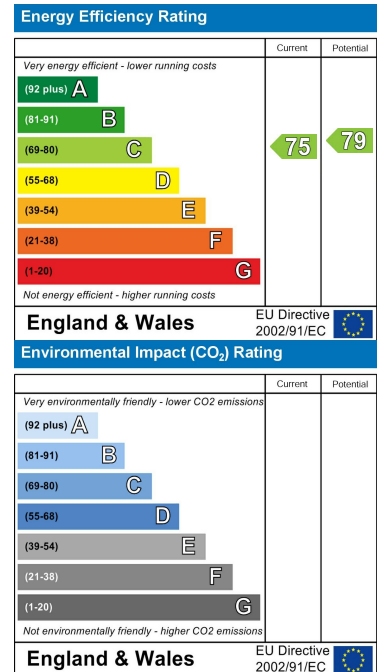 Energy Efficiency Rating
Current Potential
Very energy efficient - lower running costs
(92 plus) A
(81-91) B
(69-80) C 75 79
(55-68) D
(39-54) E
(21-38) F
(1-20) G
Not energy efficient - higher running costs
England & Wales EU Directive 2002/91/EC
Environmental Impact (CO₂) Rating
Current Potential
Very environmentally friendly - lower CO2 emissions
(92 plus) A
(81-91) B
(69-80) C
(55-68) D
(39-54) E
(21-38) F
(1-20) G
Not environmentally friendly - higher CO2 emissions
England & Wales EU Directive 2002/91/EC